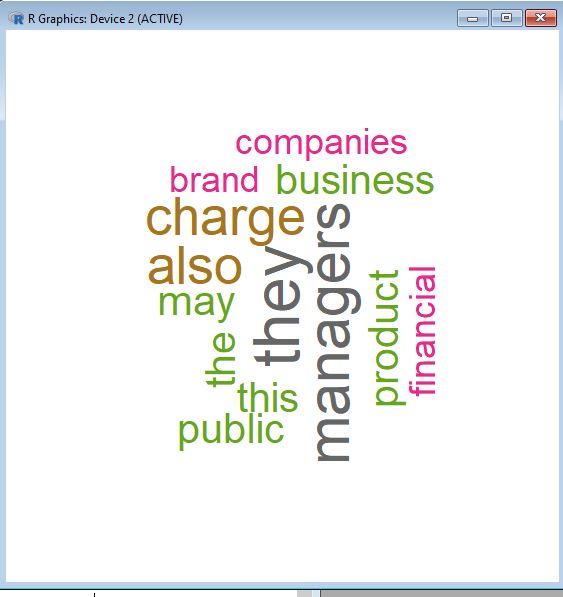 R Graphics: Device 2 (ACTIVE)
companies
brand business
charge
also
they
managers
may
the
this
public
product
financial